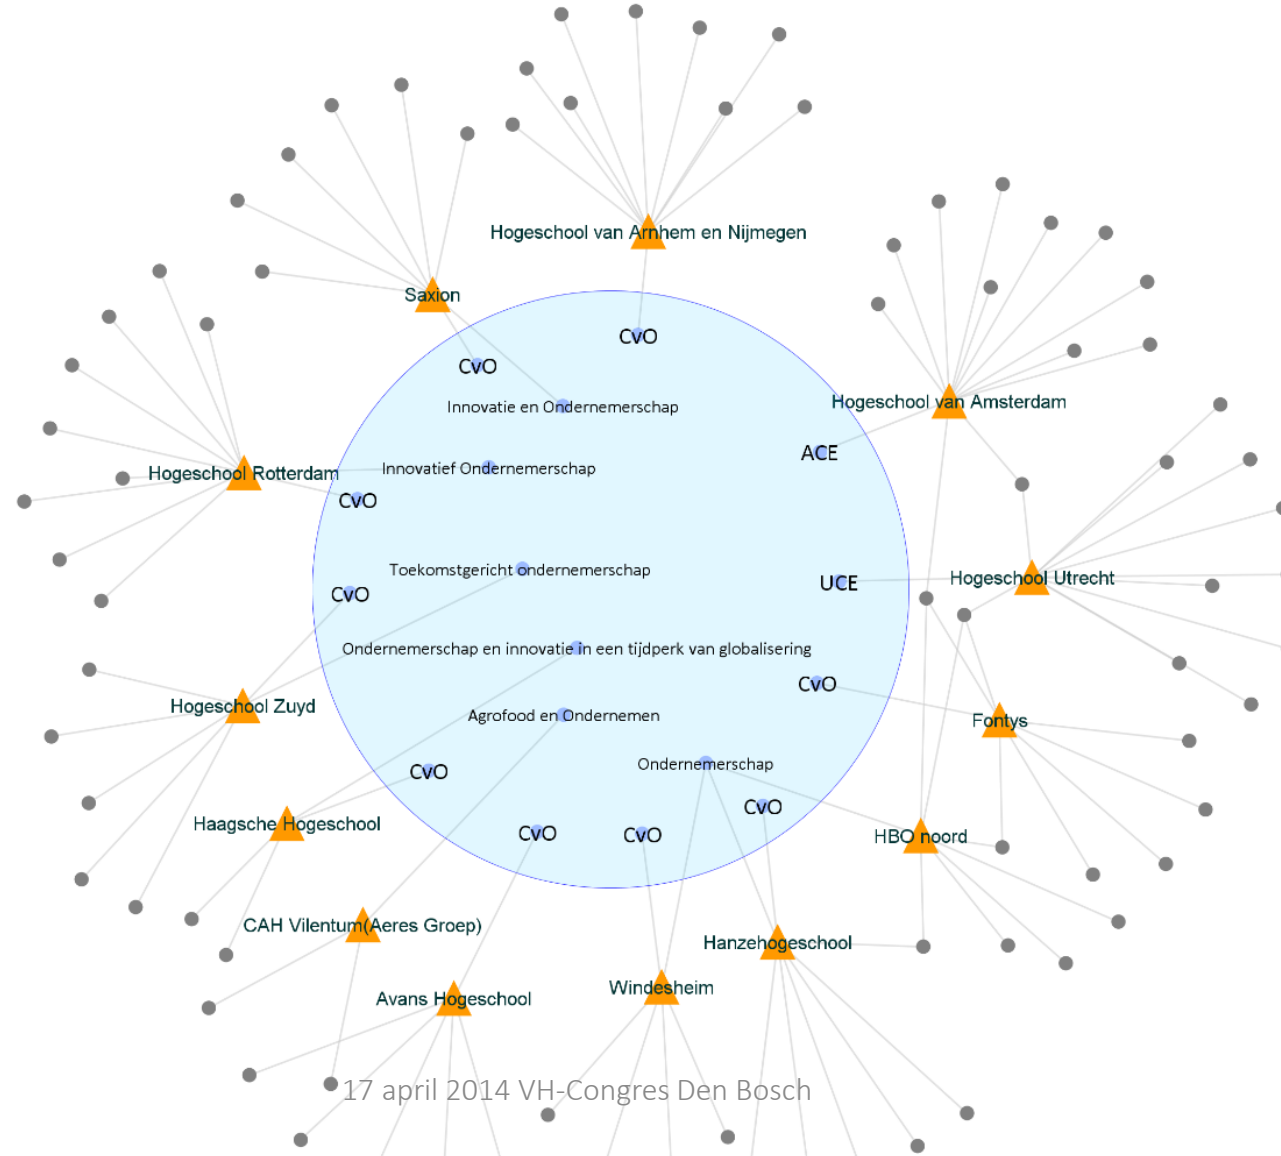 Hogeschool van Arnhem en Nijmegen
Saxion
CvO
CvO
Hogeschool van Amsterdam
Innovatie en Ondernemerschap
ACE
Innovatief Ondernemerschap
Hogeschool Rotterdam
CvO
Toekomstgericht ondernemerschap
Hogeschool Utrecht
UCE
CvO
Ondernemerschap en innovatie in een tijdperk van globalisering
CvO
Hogeschool Zuyd
Agrofood en Ondernemen
Fontys
Ondernemerschap
CvO
CvO
Haagsche Hogeschool
CvO
CvO
HBO noord
CAH Vilentum(Aeres Groep)
Hanzehogeschool
Windesheim
Avans Hogeschool
17 april 2014 VH-Congres Den Bosch